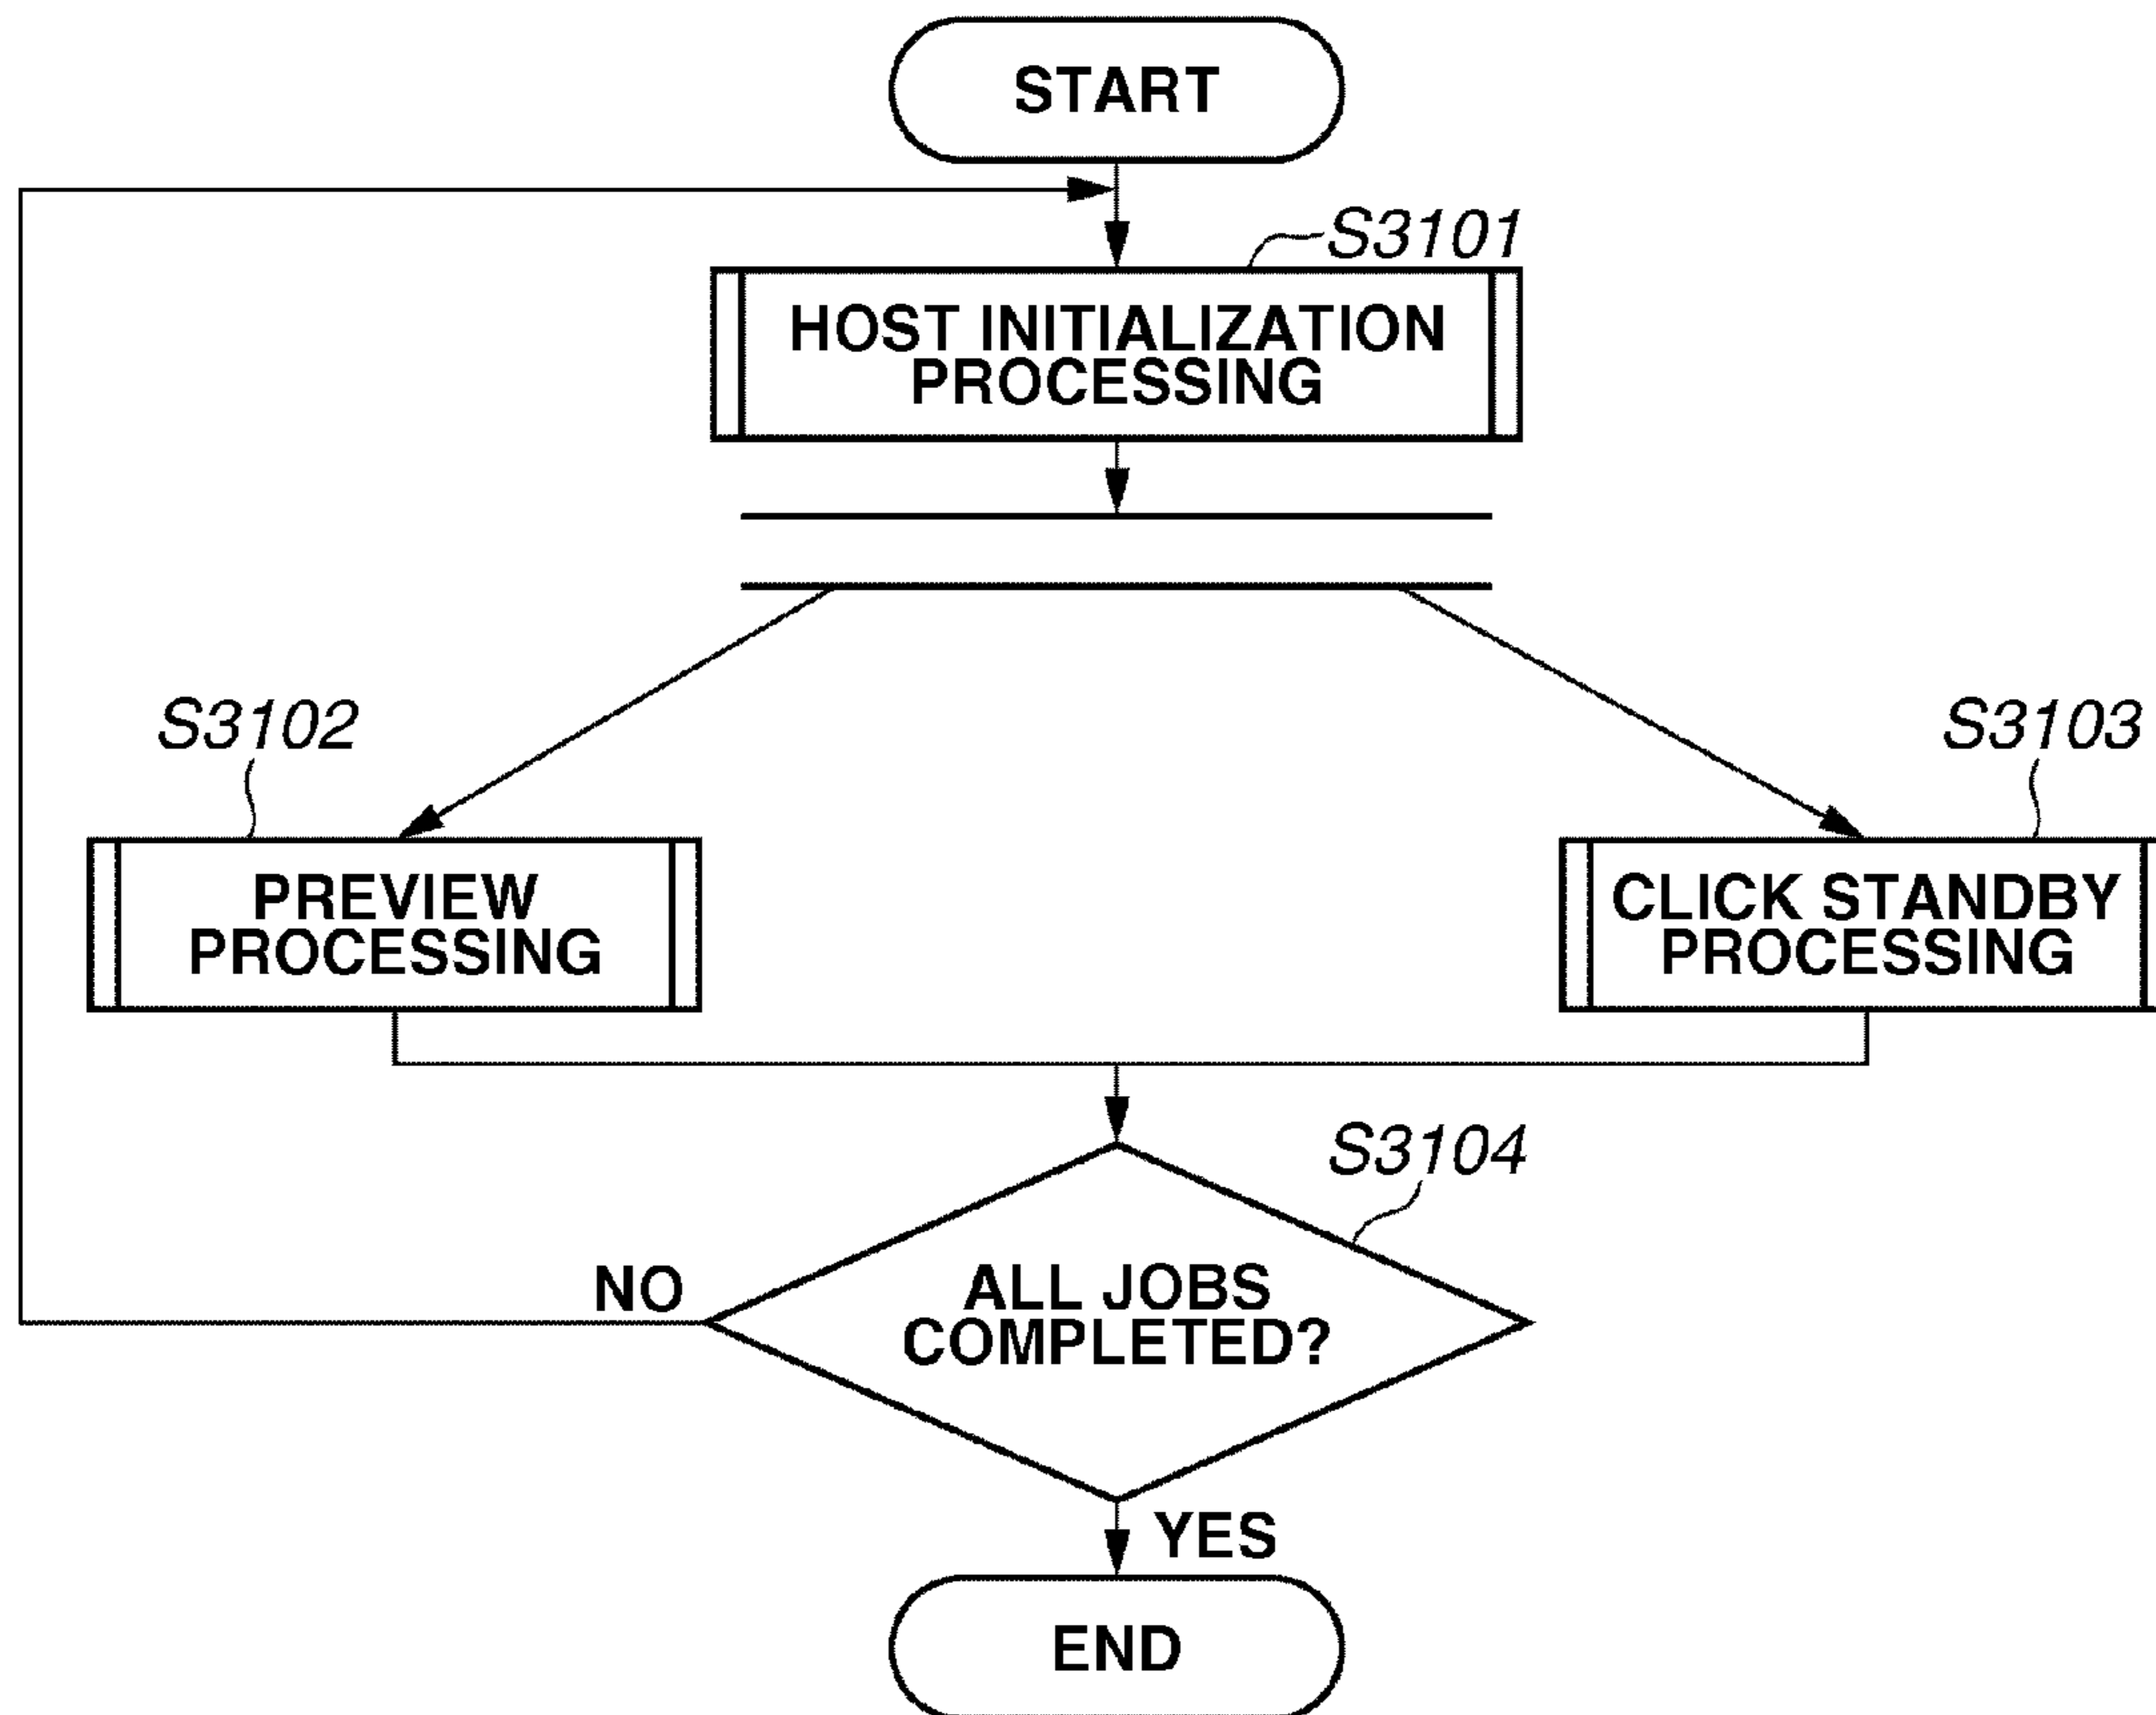 START
S3101
HOST INITIALIZATION
PROCESSING
S3102
S3103
PREVIEW
PROCESSING
CLICK STANDBY
PROCESSING
S3104
ALL JOBS
COMPLETED?
NO
YES
END